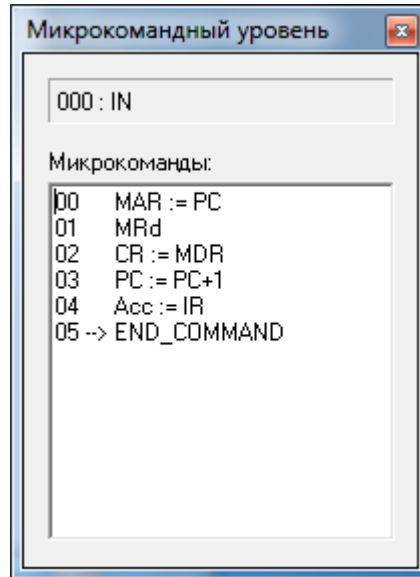 Микрокомандный уровень
000 : IN
Микрокоманды:
00 MAR := PC
01 MRd
02 CR := MDR
03 PC := PC+1
04 Acc := IR
05 --> END_COMMAND